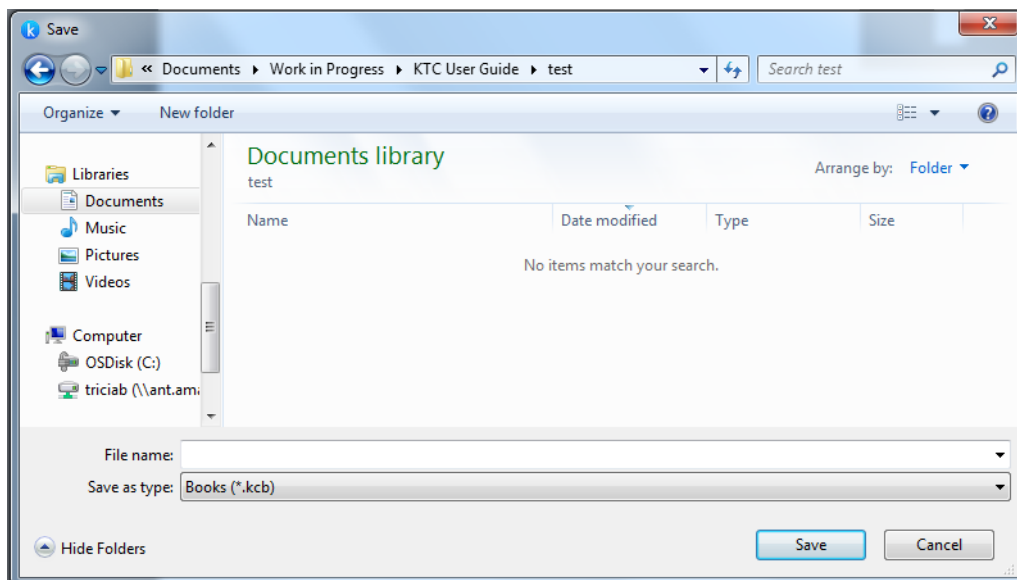 k Save
« Documents Work in Progress KTC User Guide test Search test
Organize New folder
Libraries
Documents
Music
Pictures
Videos
Computer
OSDisk (C:)
triciab (\\ant.ama
Documents library
test
Arrange by: Folder
Name Date modified Type Size
No items match your search.
File name:
Save as type: Books (*.kcb)
Hide Folders Save Cancel